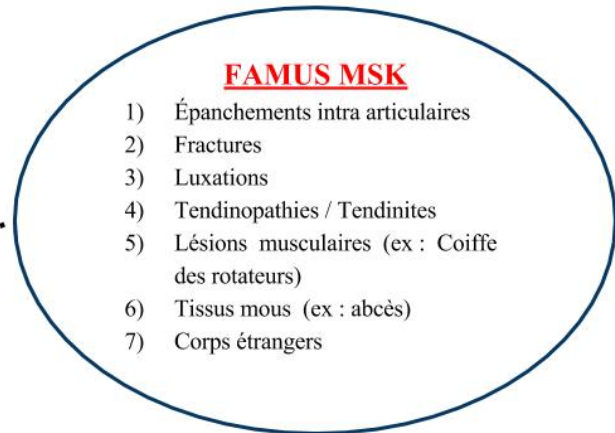 FAMUS MSK
1) Épanchements intra articulaires
2) Fractures
3) Luxations
4) Tendinopathies / Tendinites
5) Lésions musculaires (ex : Coiffe
des rotateurs)
6) Tissus mous (ex : abcès)
7) Corps étrangers